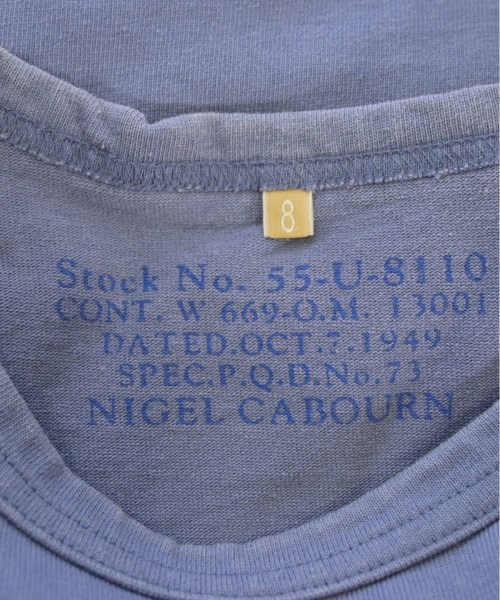 8
Stock No. 55-U-8110
CONT. W 669-O.M. 13001
DATED.OCT.7.1949
SPEC.P.Q.D.No.73
NIGEL CABOURN